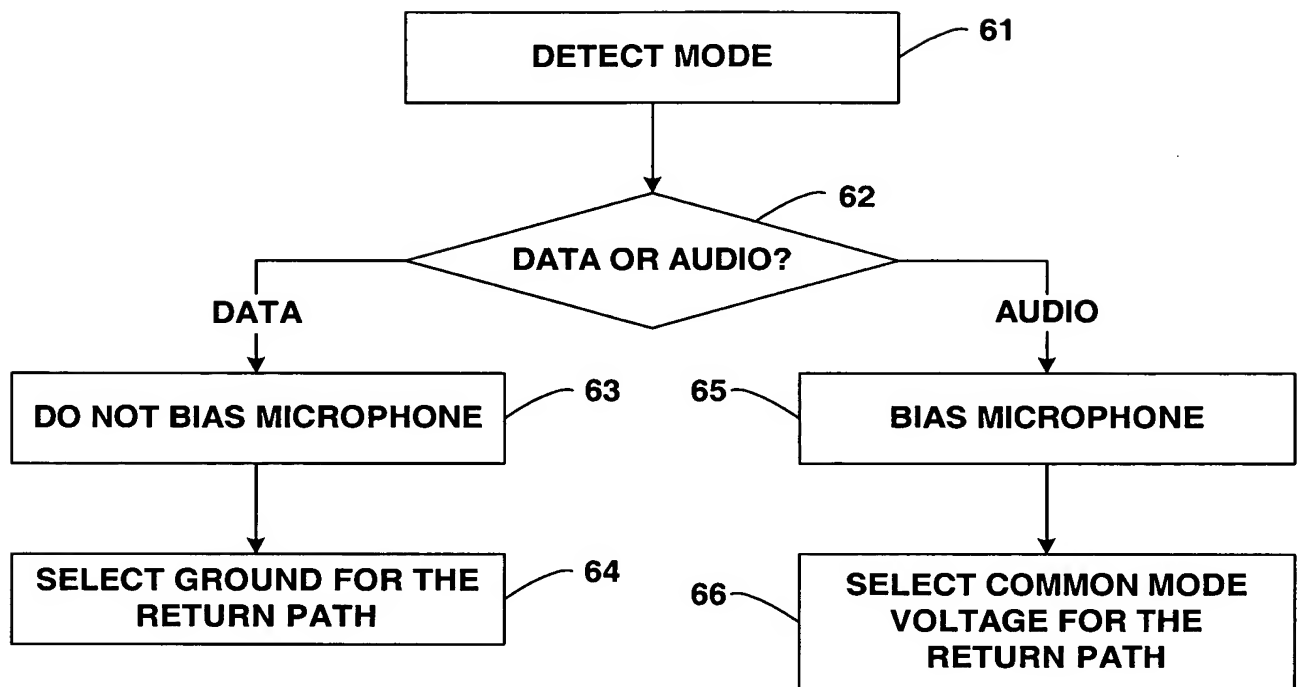 DETECT MODE
61
62
DATA OR AUDIO?
DATA
AUDIO
DO NOT BIAS MICROPHONE
63
65
BIAS MICROPHONE
SELECT GROUND FOR THE
RETURN PATH
64
66
SELECT COMMON MODE
VOLTAGE FOR THE
RETURN PATH